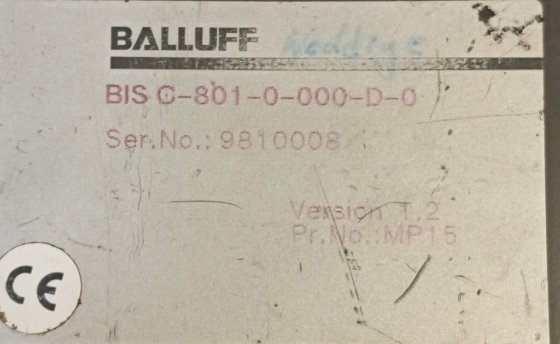 BALLUFF
BIS C-801-0-000-D-0
Ser.No.: 9810008
Version 1.2
Pr.No.:MP15
CE